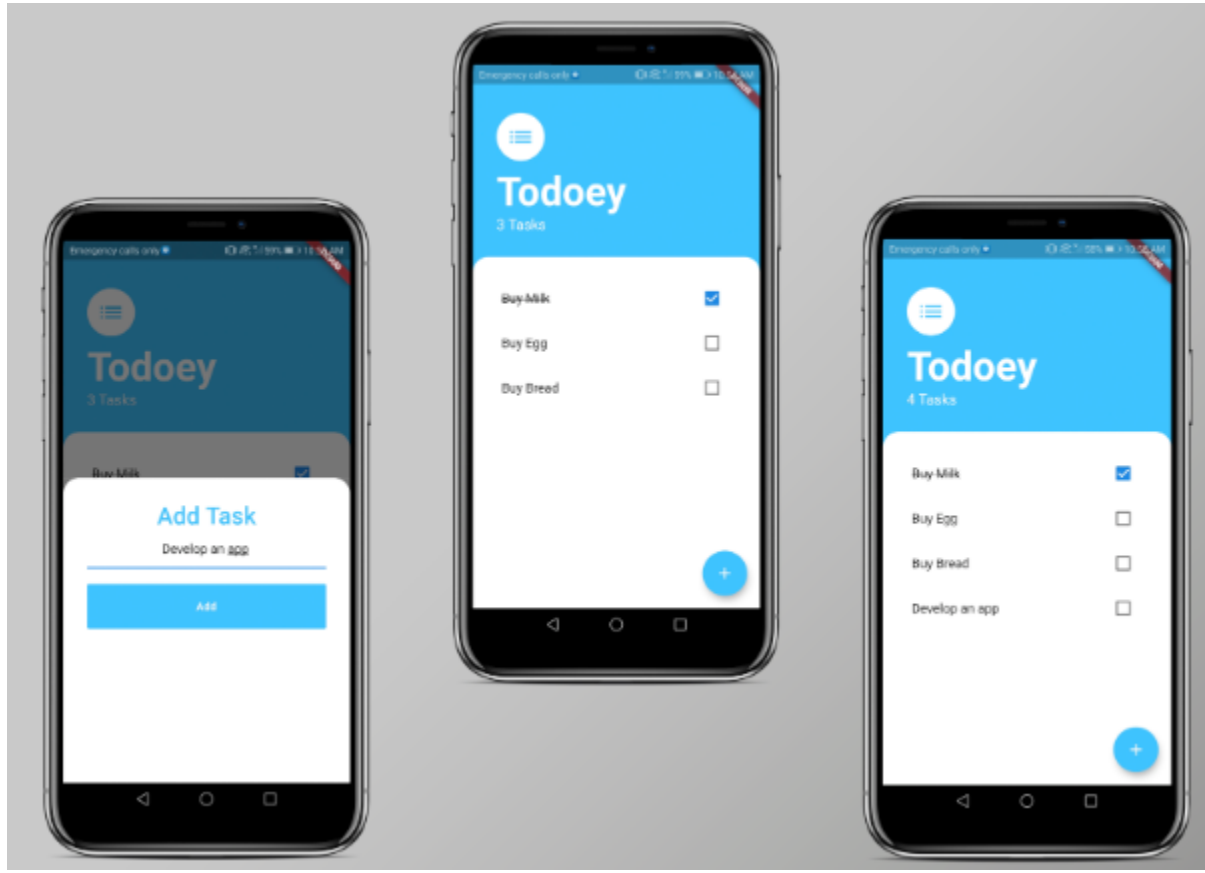 Emergency calls only
Todoey
3 Tasks
Buy Milk
Add Task
Develop an app
Add
Emergency calls only
Todoey
3 Tasks
Buy Milk
Buy Egg
Buy Bread
+
Emergency calls only
Todoey
4 Tasks
Buy Milk
Buy Egg
Buy Bread
Develop an app
+